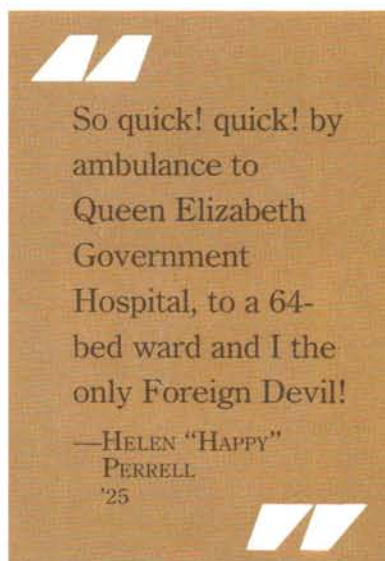 So quick! quick! by
ambulance to
Queen Elizabeth
Government
Hospital, to a 64-
bed ward and I the
only Foreign Devil!
—HELEN "HAPPY"
PERRELL
'25